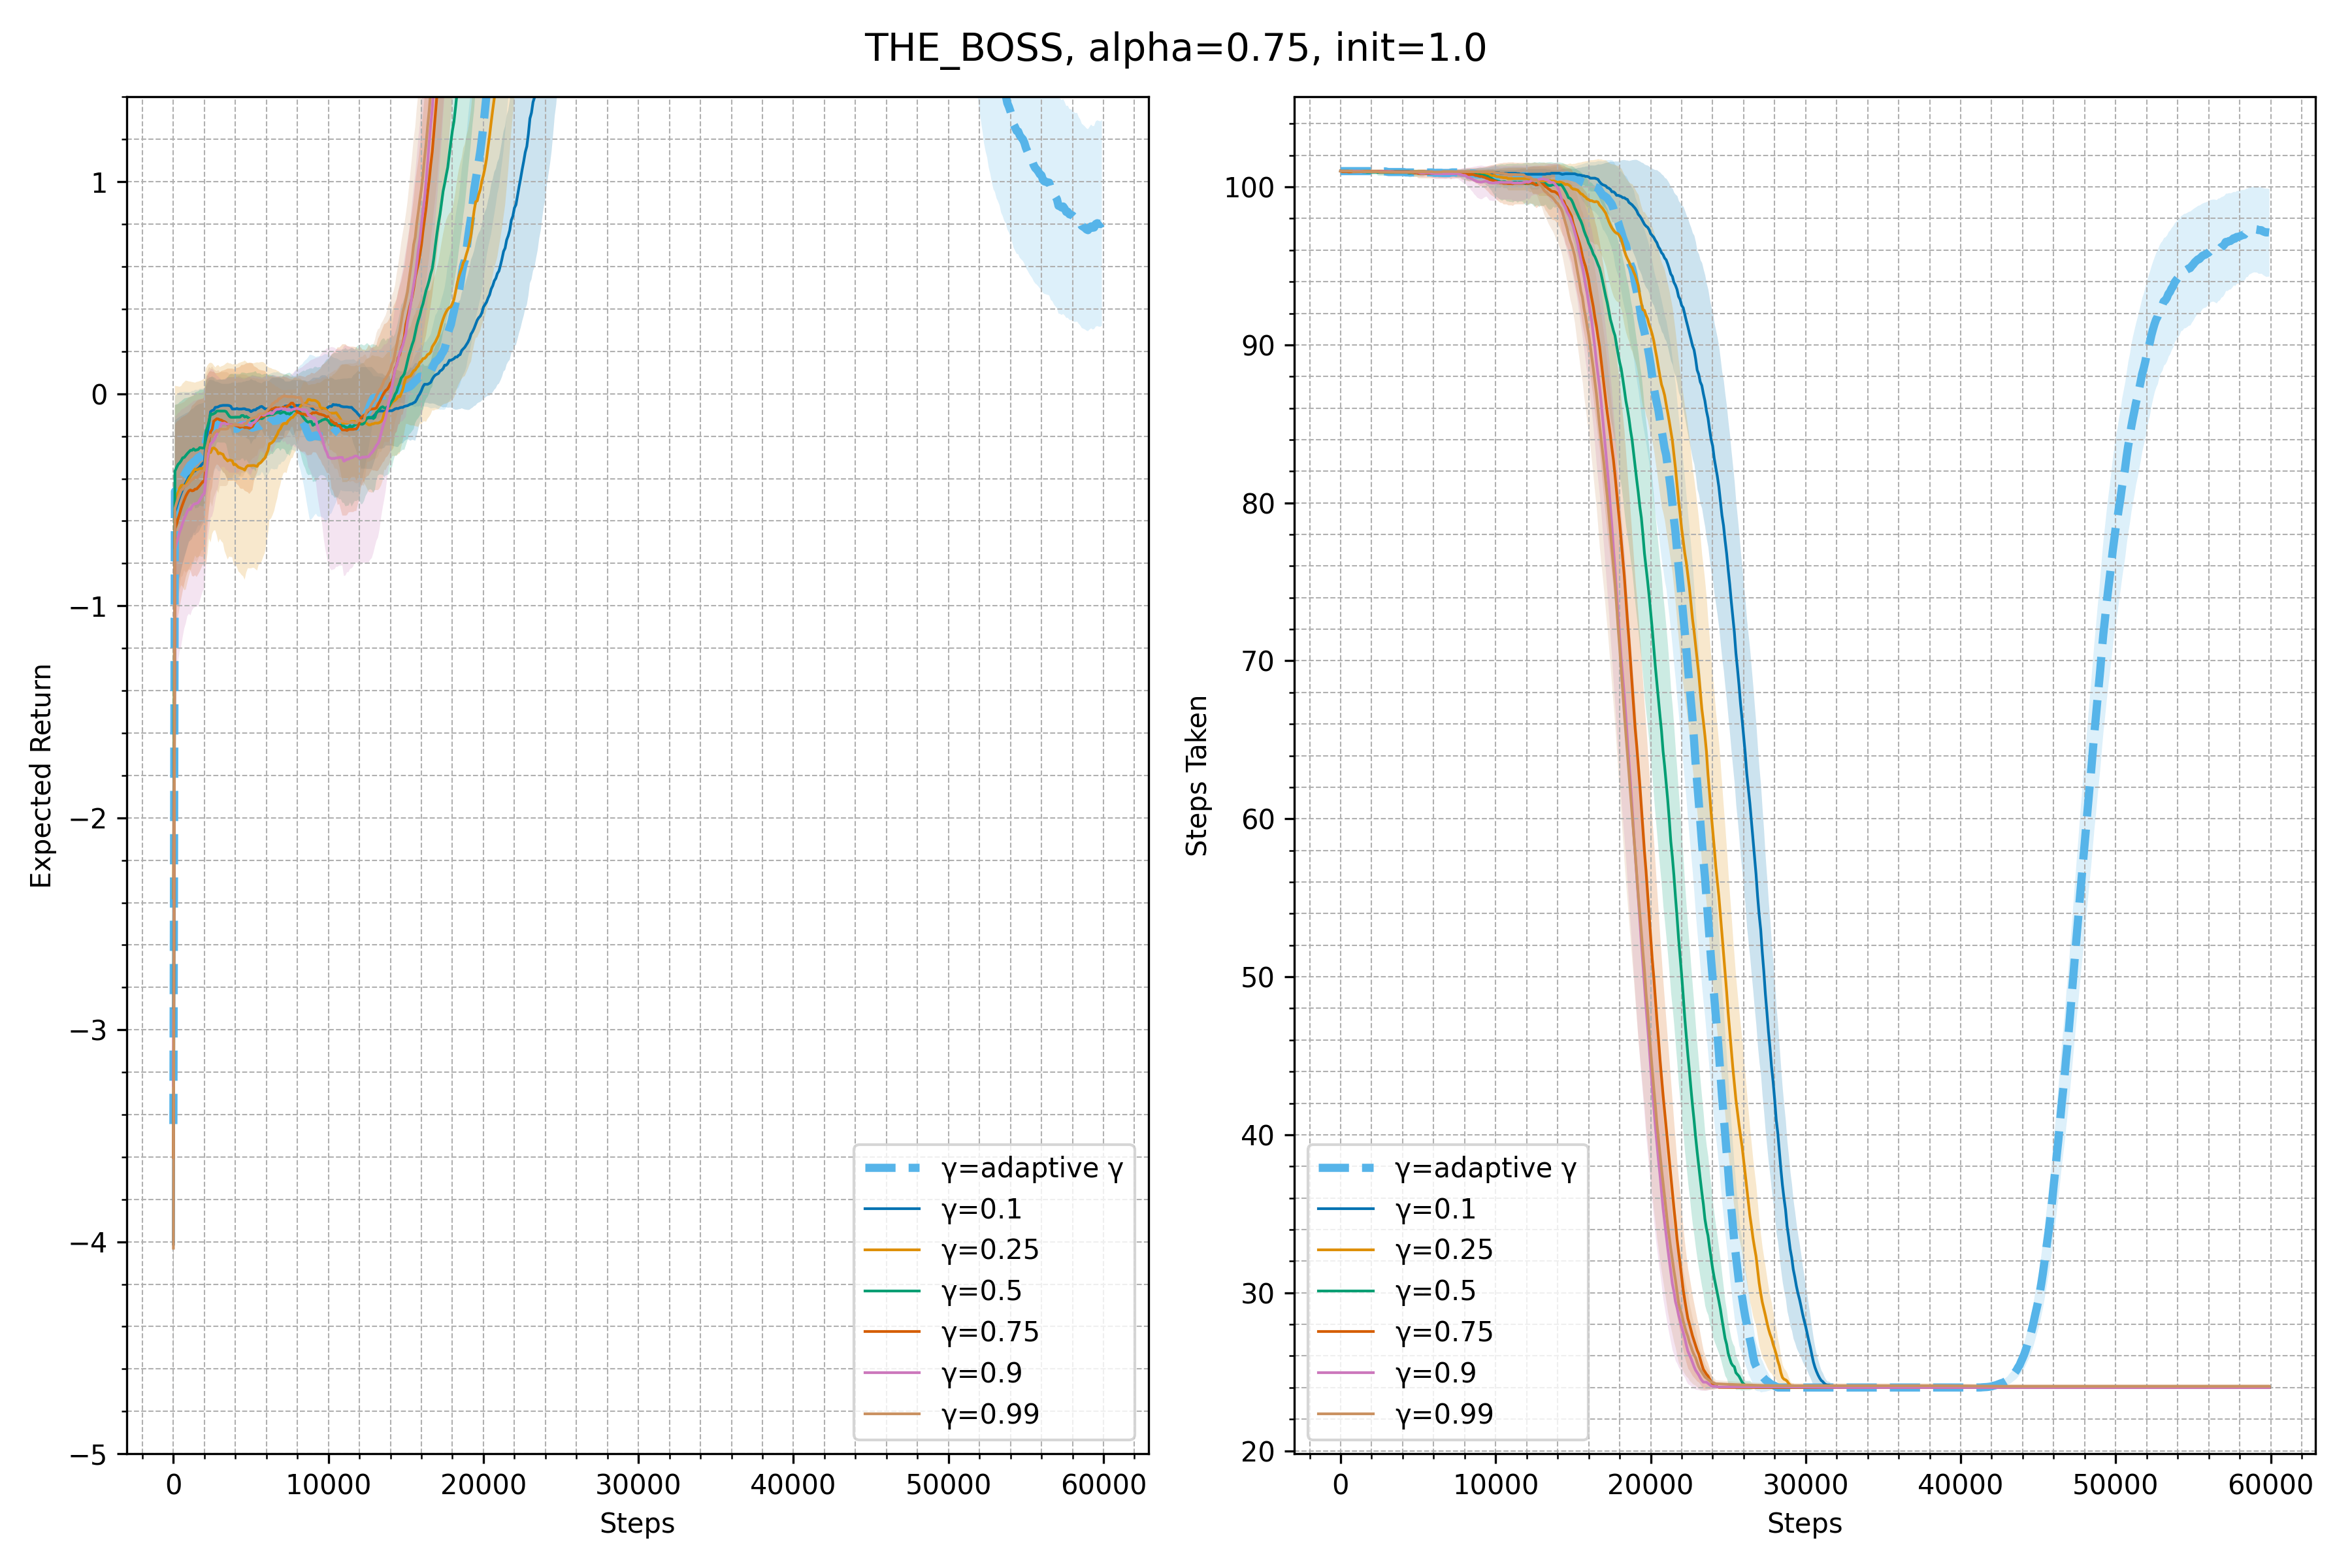 THE_BOSS, alpha=0.75, init=1.0
Expected Return
1
0
−1
−2
−3
−4
−5
0 10000 20000 30000 40000 50000 60000
Steps
γ=adaptive γ
γ=0.1
γ=0.25
γ=0.5
γ=0.75
γ=0.9
γ=0.99
Steps Taken
100
90
80
70
60
50
40
30
20
0 10000 20000 30000 40000 50000 60000
Steps
γ=adaptive γ
γ=0.1
γ=0.25
γ=0.5
γ=0.75
γ=0.9
γ=0.99